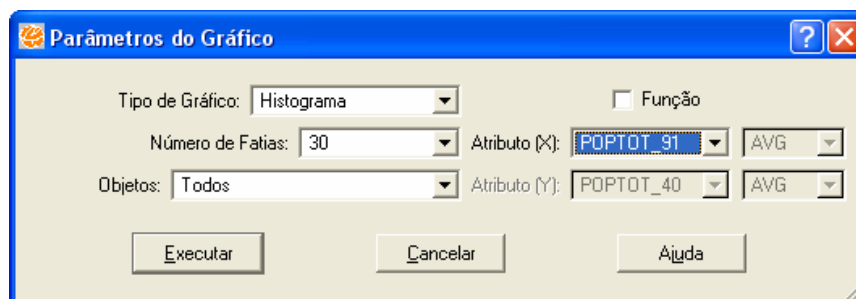 Parâmetros do Gráfico
Tipo de Gráfico: Histograma Função
Número de Fatias: 30 Atributo (X): POPTOT_91 AVG
Objetos: Todos Atributo (Y): POPTOT_40 AVG
Executar Cancelar Ajuda